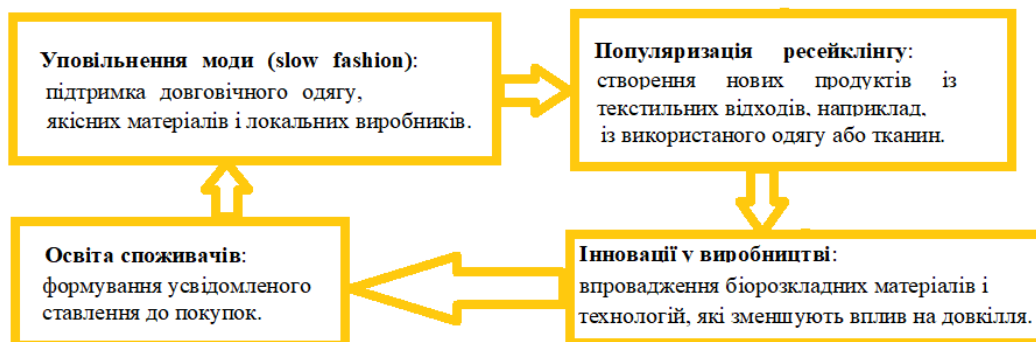 Уповільнення моди (slow fashion):
підтримка довговічного одягу,
якісних матеріалів і локальних виробників.
Популяризація ресейклінгу:
створення нових продуктів із
текстильних відходів, наприклад,
із використаного одягу або тканин.
Інновації у виробництві:
впровадження біорозкладних матеріалів і
технологій, які зменшують вплив на довкілля.
Освіта споживачів:
формування усвідомленого
ставлення до покупок.